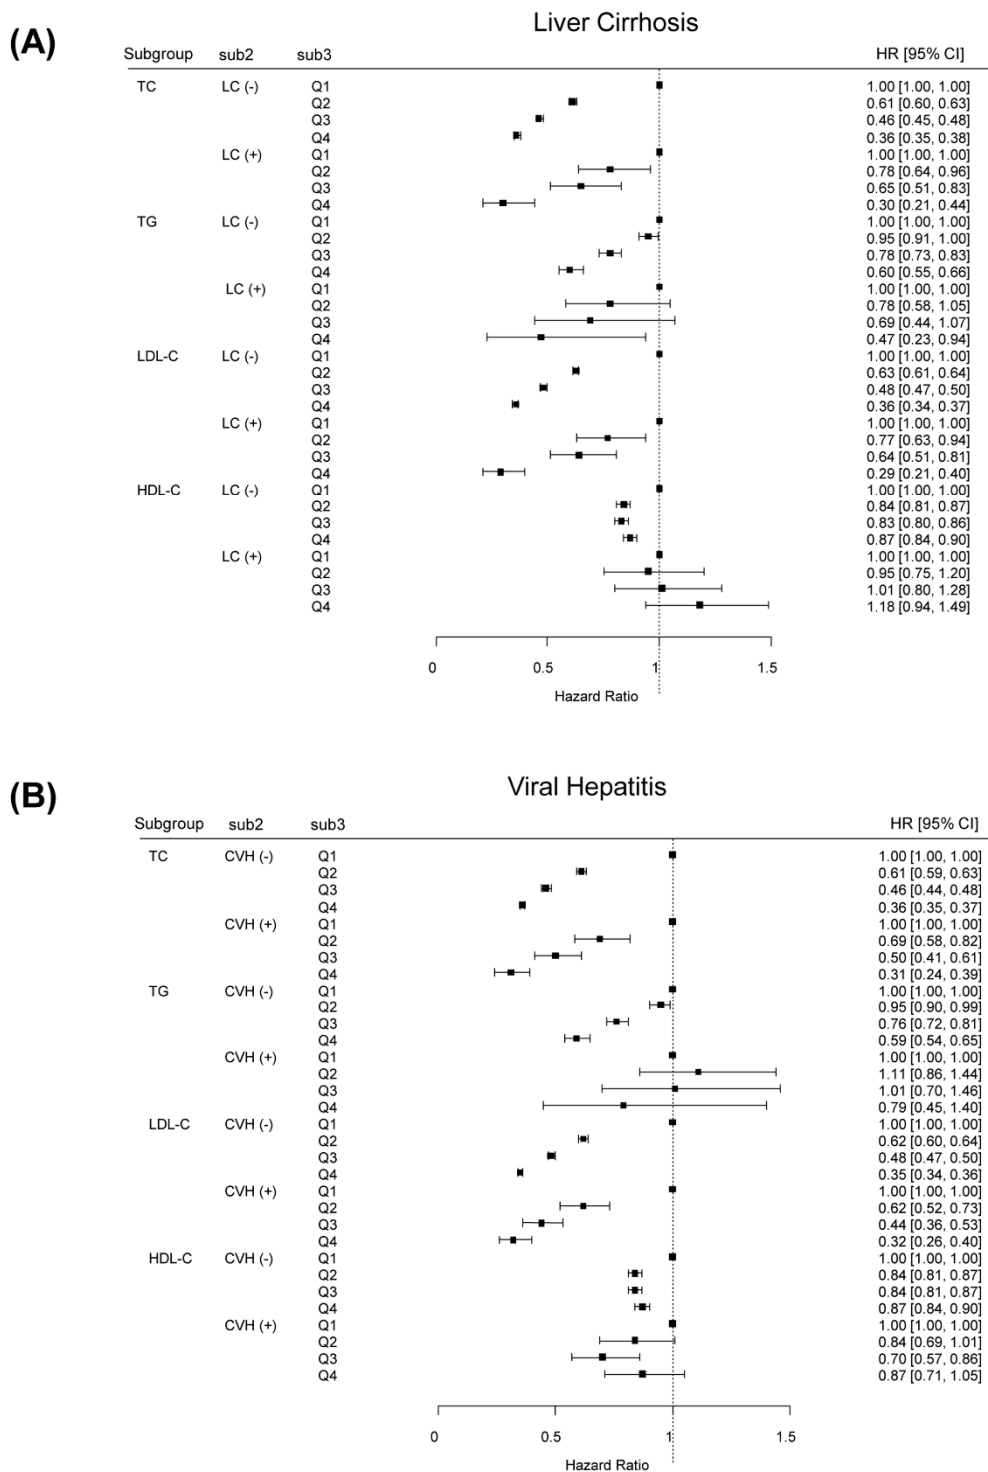 (A)
Liver Cirrhosis
Subgroup sub2 sub3 HR [95% CI]
TC LC (-) Q1 1.00 [1.00, 1.00]
Q2 0.61 [0.60, 0.63]
Q3 0.46 [0.45, 0.48]
Q4 0.36 [0.35, 0.38]
LC (+) Q1 1.00 [1.00, 1.00]
Q2 0.78 [0.64, 0.96]
Q3 0.65 [0.51, 0.83]
Q4 0.30 [0.21, 0.44]
TG LC (-) Q1 1.00 [1.00, 1.00]
Q2 0.95 [0.91, 1.00]
Q3 0.78 [0.73, 0.83]
Q4 0.60 [0.55, 0.66]
LC (+) Q1 1.00 [1.00, 1.00]
Q2 0.78 [0.58, 1.05]
Q3 0.69 [0.44, 1.07]
Q4 0.47 [0.23, 0.94]
LDL-C LC (-) Q1 1.00 [1.00, 1.00]
Q2 0.63 [0.61, 0.64]
Q3 0.48 [0.47, 0.50]
Q4 0.36 [0.34, 0.37]
LC (+) Q1 1.00 [1.00, 1.00]
Q2 0.77 [0.63, 0.94]
Q3 0.64 [0.51, 0.81]
Q4 0.29 [0.21, 0.40]
HDL-C LC (-) Q1 1.00 [1.00, 1.00]
Q2 0.84 [0.81, 0.87]
Q3 0.83 [0.80, 0.86]
Q4 0.87 [0.84, 0.90]
LC (+) Q1 1.00 [1.00, 1.00]
Q2 0.95 [0.75, 1.20]
Q3 1.01 [0.80, 1.28]
Q4 1.18 [0.94, 1.49]
0 0.5 1 1.5
Hazard Ratio
(B)
Viral Hepatitis
Subgroup sub2 sub3 HR [95% CI]
TC CVH (-) Q1 1.00 [1.00, 1.00]
Q2 0.61 [0.59, 0.63]
Q3 0.46 [0.44, 0.48]
Q4 0.36 [0.35, 0.37]
CVH (+) Q1 1.00 [1.00, 1.00]
Q2 0.69 [0.58, 0.82]
Q3 0.50 [0.41, 0.61]
Q4 0.31 [0.24, 0.39]
TG CVH (-) Q1 1.00 [1.00, 1.00]
Q2 0.95 [0.90, 0.99]
Q3 0.76 [0.72, 0.81]
Q4 0.59 [0.54, 0.65]
CVH (+) Q1 1.00 [1.00, 1.00]
Q2 1.11 [0.86, 1.44]
Q3 1.01 [0.70, 1.46]
Q4 0.79 [0.45, 1.40]
LDL-C CVH (-) Q1 1.00 [1.00, 1.00]
Q2 0.62 [0.60, 0.64]
Q3 0.48 [0.47, 0.50]
Q4 0.35 [0.34, 0.36]
CVH (+) Q1 1.00 [1.00, 1.00]
Q2 0.62 [0.52, 0.73]
Q3 0.44 [0.36, 0.53]
Q4 0.32 [0.26, 0.40]
HDL-C CVH (-) Q1 1.00 [1.00, 1.00]
Q2 0.84 [0.81, 0.87]
Q3 0.84 [0.81, 0.87]
Q4 0.87 [0.84, 0.90]
CVH (+) Q1 1.00 [1.00, 1.00]
Q2 0.84 [0.69, 1.01]
Q3 0.70 [0.57, 0.86]
Q4 0.87 [0.71, 1.05]
0 0.5 1 1.5
Hazard Ratio